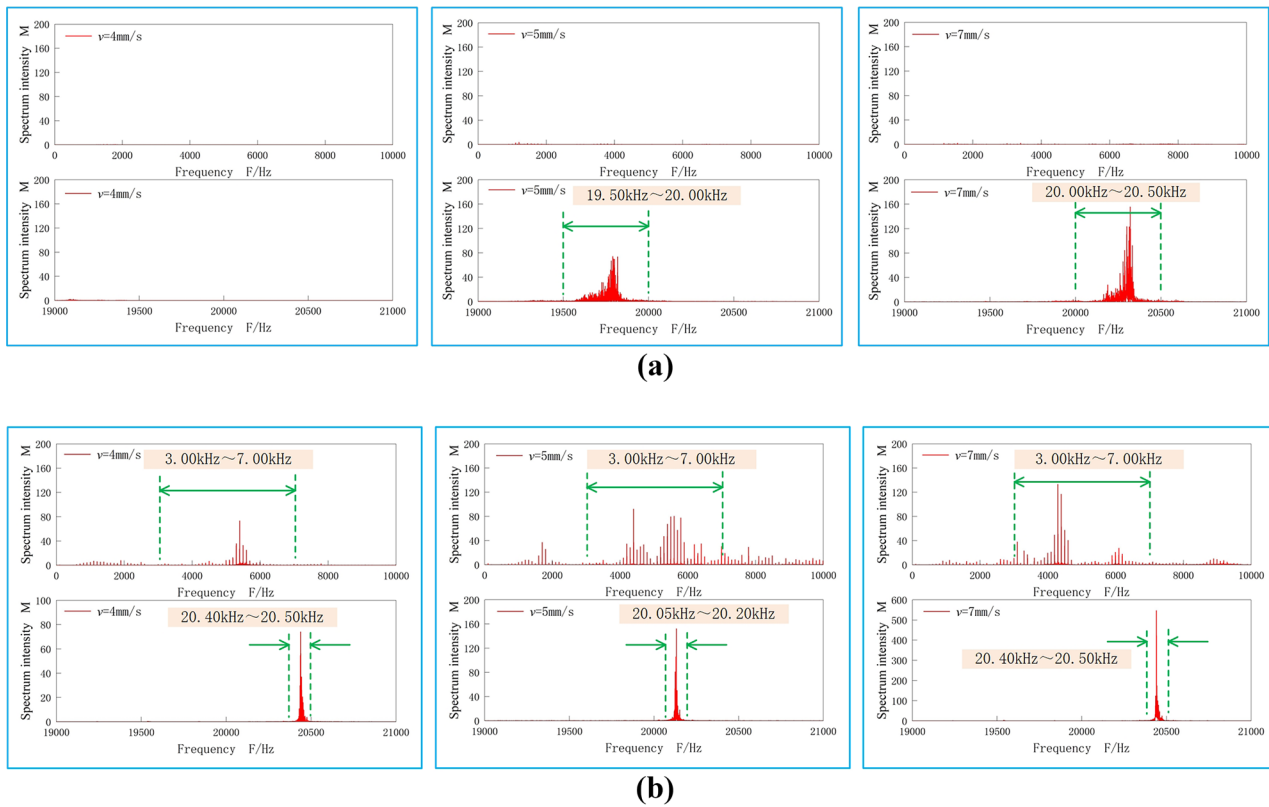 Spectrum intensity M
200
160
120
80
40
0
v=4mm/s
0 2000 4000 6000 8000 10000
Frequency F/Hz
Spectrum intensity M
200
160
120
80
40
0
v=4mm/s
19000 19500 20000 20500 21000
Frequency F/Hz
Spectrum intensity M
200
160
120
80
40
0
v=5mm/s
0 2000 4000 6000 8000 10000
Frequency F/Hz
Spectrum intensity M
200
160
120
80
40
0
v=5mm/s
19.50kHz～20.00kHz
19000 19500 20000 20500 21000
Frequency F/Hz
Spectrum intensity M
200
160
120
80
40
0
v=7mm/s
0 2000 4000 6000 8000 10000
Frequency F/Hz
Spectrum intensity M
200
160
120
80
40
0
v=7mm/s
20.00kHz～20.50kHz
19000 19500 20000 20500 21000
Frequency F/Hz
(a)
Spectrum intensity M
200
160
120
80
40
0
v=4mm/s
3.00kHz～7.00kHz
0 2000 4000 6000 8000 10000
Frequency F/Hz
Spectrum intensity M
100
80
60
40
20
0
v=4mm/s
20.40kHz～20.50kHz
19000 19500 20000 20500 21000
Frequency F/Hz
Spectrum intensity M
200
160
120
80
40
0
v=5mm/s
3.00kHz～7.00kHz
0 2000 4000 6000 8000 10000
Frequency F/Hz
Spectrum intensity M
200
160
120
80
40
0
v=5mm/s
20.05kHz～20.20kHz
19000 19500 20000 20500 21000
Frequency F/Hz
Spectrum intensity M
200
160
120
80
40
0
v=7mm/s
3.00kHz～7.00kHz
0 2000 4000 6000 8000 10000
Frequency F/Hz
Spectrum intensity M
600
500
400
300
200
100
0
v=7mm/s
20.40kHz～20.50kHz
19000 19500 20000 20500 21000
Frequency F/Hz
(b)